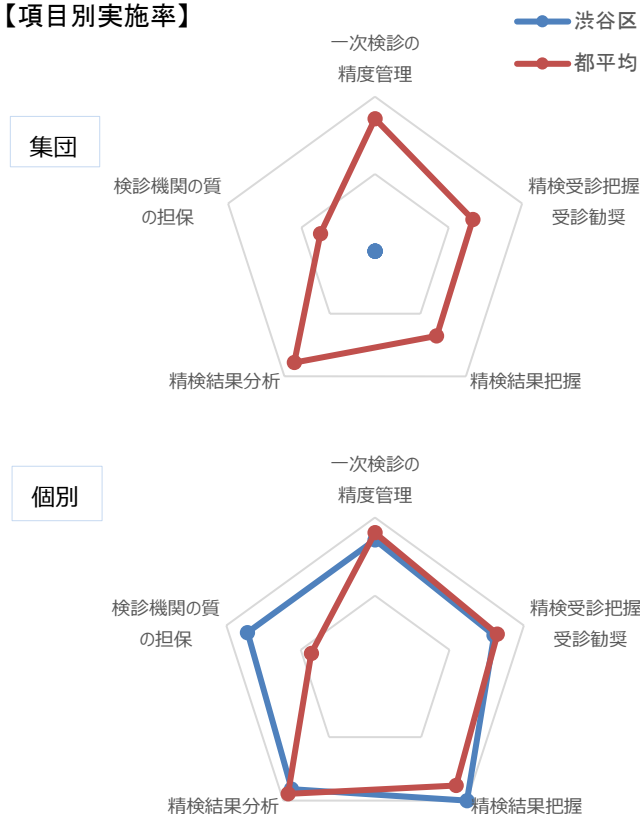 【項目別実施率】
渋谷区
都平均
集団
一次検診の
精度管理
精検受診把握
受診勧奨
精検結果把握
精検結果分析
検診機関の質
の担保
個別
一次検診の
精度管理
精検受診把握
受診勧奨
精検結果把握
精検結果分析
検診機関の質
の担保